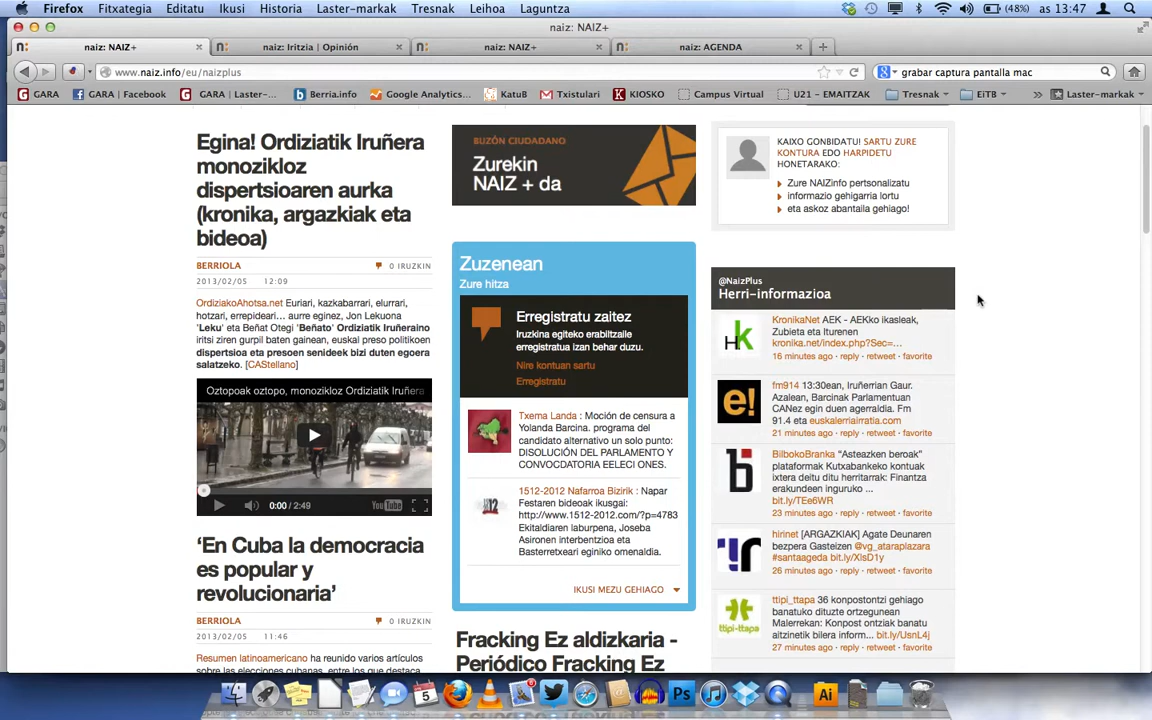 Firefox Fitxategia Editatu Ikusi Historia Laster-markak Tresnak Leihoa Laguntza (48%) as 13:47
naiz: NAIZ+
naiz: NAIZ+ naiz: Iritzia | Opinión naiz: NAIZ+ naiz: AGENDA
www.naiz.info/eu/naizplus grabar captura pantalla mac
GARA GARA | Facebook GARA | Laster-... Berria.info Google Analytics... KatuB Txistulari KIOSKO Campus Virtual U21 - EMAITZAK Tresnak EiTB Laster-markak
Egina! Ordiziatik Iruñera
monozikloz
dispertsioaren aurka
(kronika, argazkiak eta
bideoa)
BERRIOLA 0 IRUZKIN
2013/02/05 12:09
OrdiziakoAhotsa.net Euriari, kazkabarrari, elurrari,
hotzari, errepideari… aurre eginez, Jon Lekuona
‘Leku’ eta Beñat Otegi ‘Beñato’ Ordiziatik Iruñeraino
iritsi ziren gurpil baten gainean, euskal preso politikoen
dispertsioa eta presoen senideek bizi duten egoera
salatzeko. [CAStellano]
Oztopoak oztopo, monozikloz Ordiziatik Iruñera
0:00 / 2:49 YouTube
‘En Cuba la democracia
es popular y
revolucionaria’
BERRIOLA 0 IRUZKIN
2013/02/05 11:46
Resumen latinoamericano ha reunido varios artículos
sobre las elecciones cubanas, entre los que destaca
BUZÓN CIUDADANO
Zurekin
NAIZ + da
Zuzenean
Zure hitza
Erregistratu zaitez
Iruzkina egiteko erabiltzaile
erregistratua izan behar duzu.
Nire kontuan sartu
Erregistratu
Txema Landa : Moción de censura a
Yolanda Barcina. programa del
candidato alternativo un solo punto:
DISOLUCIÓN DEL PARLAMENTO Y
CONVOCATORIA EELECI ONES.
1512-2012 Nafarroa Bizirik : Napar
Festaren bideoak ikusgai:
http://www.1512-2012.com/?p=4783
Ekitaldiaren laburpena, Joseba
Asironen interbentzioa eta
Basterretxeari eginiko omenaldia.
IKUSI MEZU GEHIAGO
Fracking Ez aldizkaria -
Periódico Fracking Ez
KAIXO GONBIDATU! SARTU ZURE
KONTURA EDO HARPIDETU
HONETARAKO:
Zure NAIZinfo pertsonalizatu
informazio gehigarria lortu
eta askoz abantaila gehiago!
@NaizPlus
Herri-informazioa
KronikaNet AEK - AEKko ikasleak,
Zubieta eta Iturenen
kronika.net/index.php?Sec=…
16 minutes ago · reply · retweet · favorite
fm914 13:30ean, Iruñerrian Gaur.
Azalean, Barcinak Parlamentuan
CANez egin duen agerraldia. Fm
91.4 eta euskalerriairratia.com
21 minutes ago · reply · retweet · favorite
BilbokoBranka “Asteazken beroak”
plataformak Kutxabankeko kontuak
ixtera deitu ditu herritarrak: Finantza
erakundeen inguruko ...
bit.ly/TEe6WR
23 minutes ago · reply · retweet · favorite
hirinet [ARGAZKIAK] Agate Deunaren
bezpera Gasteizen @vg_ataraplazara
#santaageda bit.ly/XlsD1y
26 minutes ago · reply · retweet · favorite
ttipi_ttapa 36 konpostontzi gehiago
banatuko dituzte ortzegunean
Malerrekan: Konpost ontziak banatu
aitzinetik bilera inform... bit.ly/UsnL4j
27 minutes ago · reply · retweet · favorite